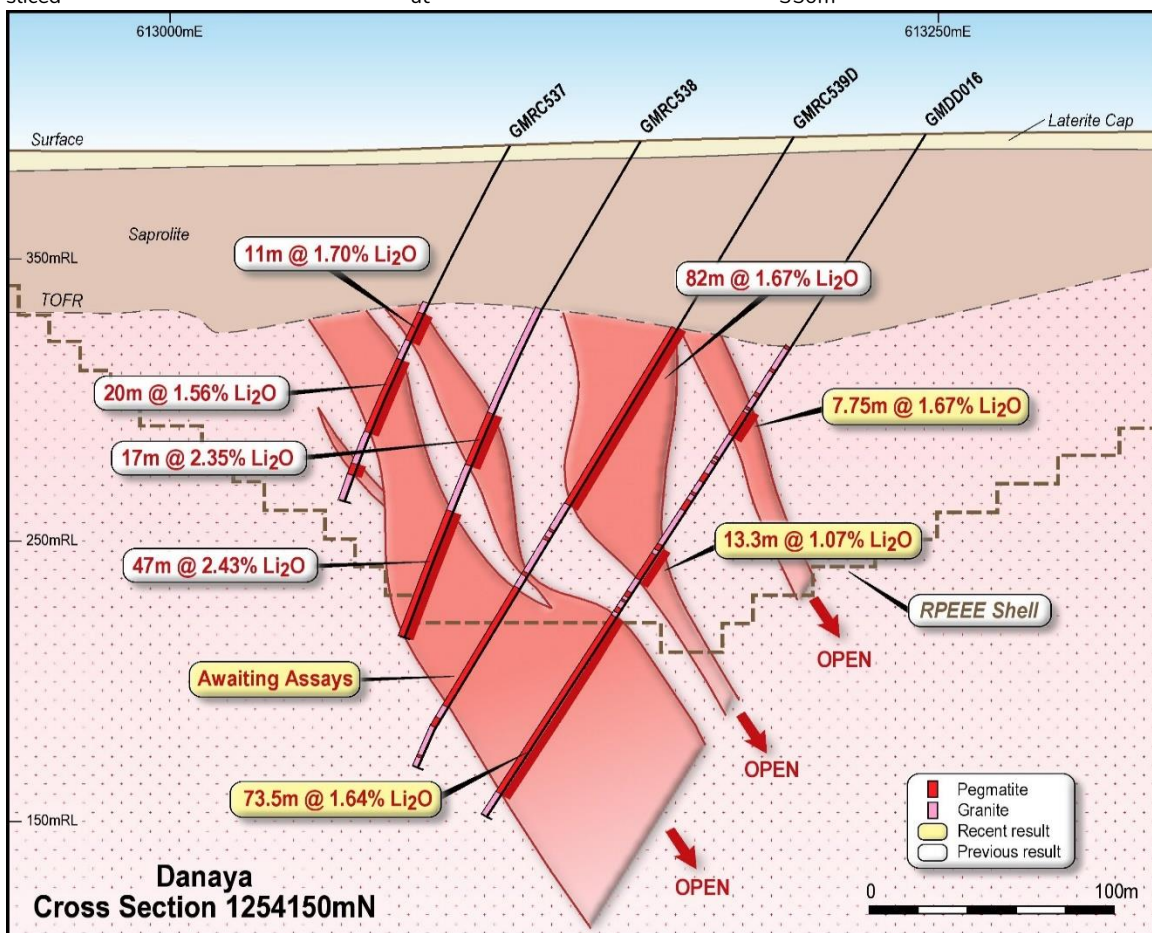 sliced at 330m
613000mE 613250mE
GMRC537
GMRC538
GMRC539D
GMDD016
Surface
Laterite Cap
Saprolite
11m @ 1.70% Li2O
350mRL
82m @ 1.67% Li2O
TOFR
20m @ 1.56% Li2O
7.75m @ 1.67% Li2O
17m @ 2.35% Li2O
250mRL
13.3m @ 1.07% Li2O
47m @ 2.43% Li2O
RPEEE Shell
OPEN
Awaiting Assays
OPEN
73.5m @ 1.64% Li2O
Pegmatite
Granite
Recent result
Previous result
150mRL
OPEN
Danaya
Cross Section 1254150mN
0 100m